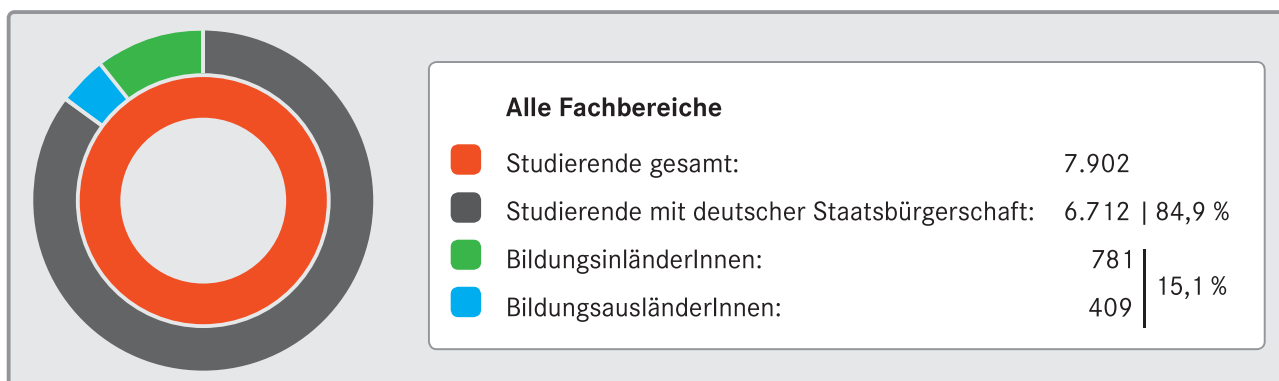 Alle Fachbereiche
Studierende gesamt: 7.902
Studierende mit deutscher Staatsbürgerschaft: 6.712 | 84,9 %
BildungsinländerInnen: 781
15,1 %
BildungsausländerInnen: 409